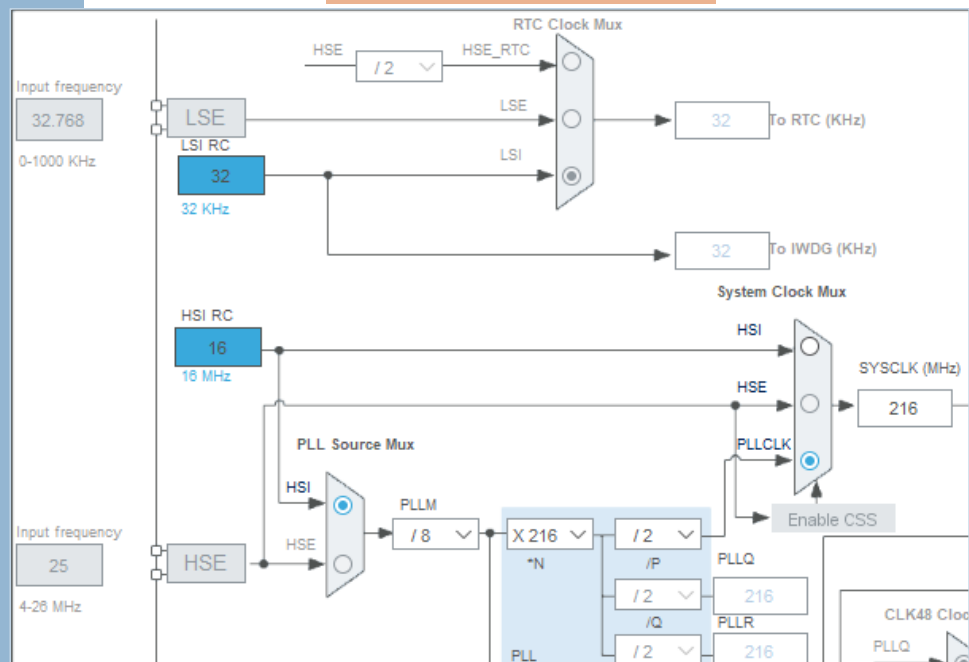 RTC Clock Mux
HSE
/ 2
HSE_RTC
Input frequency
32.768
0-1000 KHz
LSE
LSE
32
To RTC (KHz)
LSI RC
32
32 KHz
LSI
32
To IWDG (KHz)
System Clock Mux
HSI RC
16
16 MHz
HSI
HSE
PLLCLK
SYSCLK (MHz)
216
Enable CSS
PLL Source Mux
HSI
HSE
Input frequency
25
4-26 MHz
HSE
PLLM
/ 8
X 216
*N
/ 2
/P
PLLQ
/ 2
216
/Q
PLLR
/ 2
216
PLL
CLK48 Cloc
PLLQ